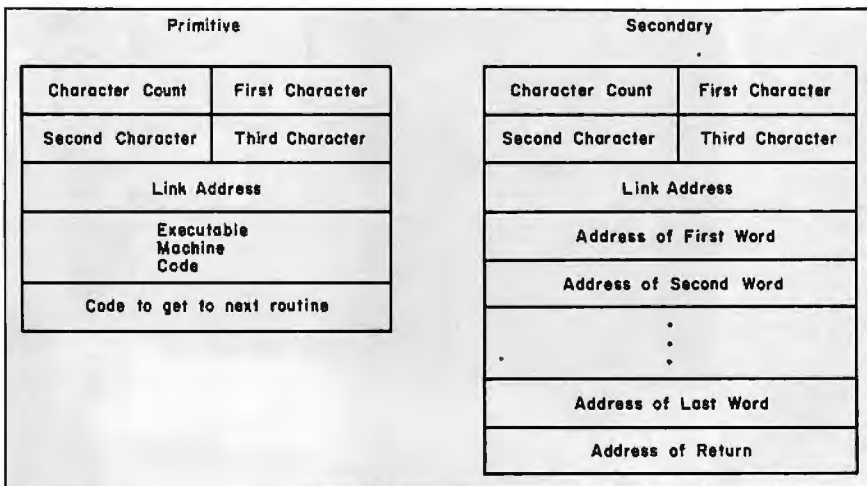 Primitive
Character Count First Character
Second Character Third Character
Link Address
Executable
Machine
Code
Code to get to next routine
Secondary
Character Count First Character
Second Character Third Character
Link Address
Address of First Word
Address of Second Word
Address of Last Word
Address of Return